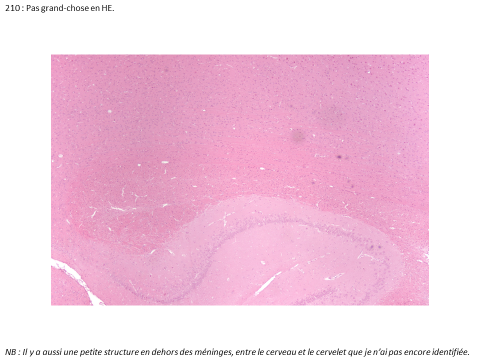 210 : Pas grand-chose en HE.
NB : Il y a aussi une petite structure en dehors des méninges, entre le cerveau et le cervelet que je n'ai pas encore identifiée.